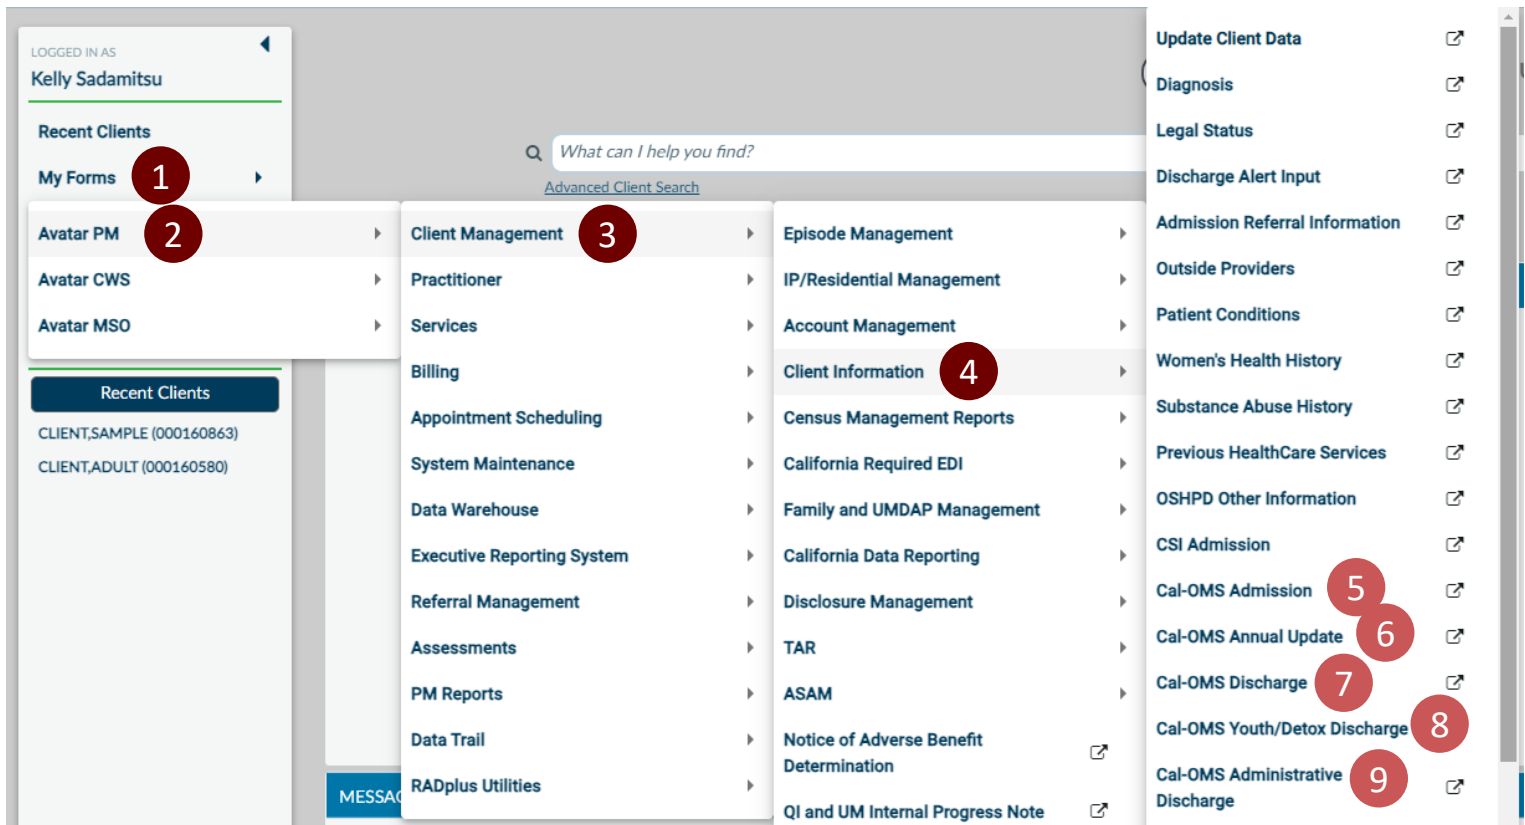 LOGGED IN AS
Kelly Sadamitsu
Recent Clients
My Forms 1
What can I help you find?
Advanced Client Search
Avatar PM 2
Avatar CWS
Avatar MSO
Recent Clients
CLIENT,SAMPLE (000160863)
CLIENT,ADULT (000160580)
Client Management 3
Practitioner
Services
Billing
Appointment Scheduling
System Maintenance
Data Warehouse
Executive Reporting System
Referral Management
Assessments
PM Reports
Data Trail
RADplus Utilities
Episode Management
IP/Residential Management
Account Management
Client Information 4
Census Management Reports
California Required EDI
Family and UMDAP Management
California Data Reporting
Disclosure Management
TAR
ASAM
Notice of Adverse Benefit
Determination
QI and UM Internal Progress Note
Update Client Data
Diagnosis
Legal Status
Discharge Alert Input
Admission Referral Information
Outside Providers
Patient Conditions
Women's Health History
Substance Abuse History
Previous HealthCare Services
OSHPD Other Information
CSI Admission
Cal-OMS Admission 5
Cal-OMS Annual Update 6
Cal-OMS Discharge 7
Cal-OMS Youth/Detox Discharge 8
Cal-OMS Administrative 9
Discharge